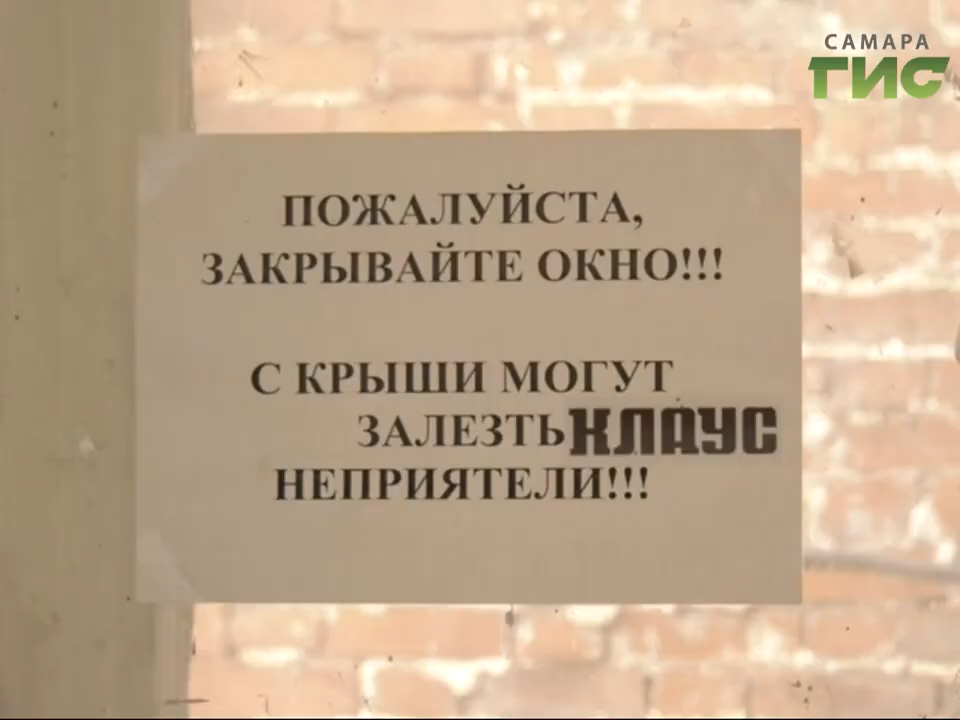 САМАРА
ГИС
ПОЖАЛУЙСТА,
ЗАКРЫВАЙТЕ ОКНО!!!
С КРЫШИ МОГУТ
ЗАЛЕЗТЬ КЛАУС
НЕПРИЯТЕЛИ!!!